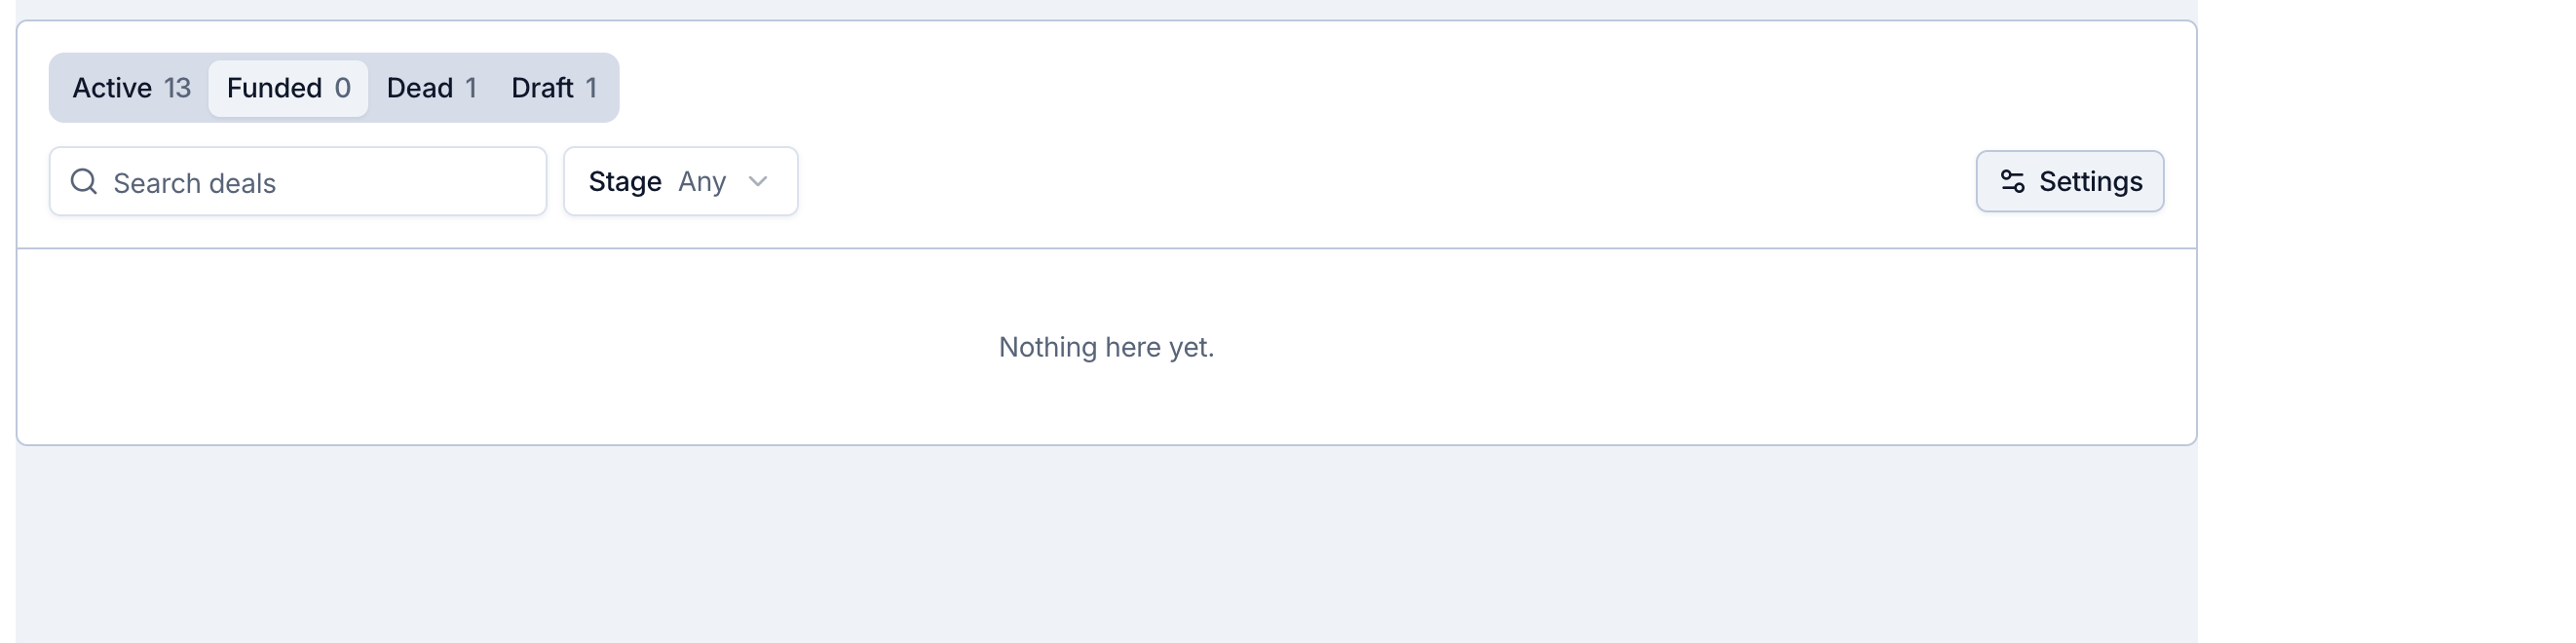 Active 13 Funded 0 Dead 1 Draft 1
Search deals Stage Any Settings
Nothing here yet.